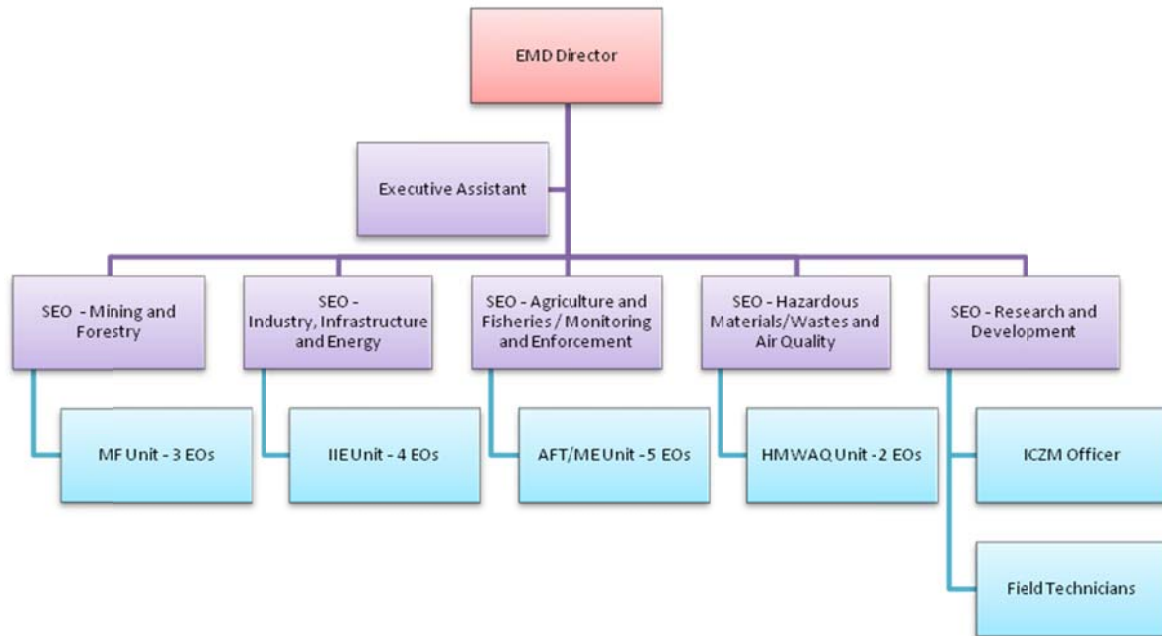 EMD Director
Executive Assistant
SEO - Mining and
Forestry
SEO -
Industry, Infrastructure
and Energy
SEO - Agriculture and
Fisheries / Monitoring
and Enforcement
SEO - Hazardous
Materials/Wastes and
Air Quality
SEO - Research and
Development
MF Unit - 3 EOs
IIE Unit - 4 EOs
AFT/ME Unit - 5 EOs
HMWAQ Unit - 2 EOs
ICZM Officer
Field Technicians